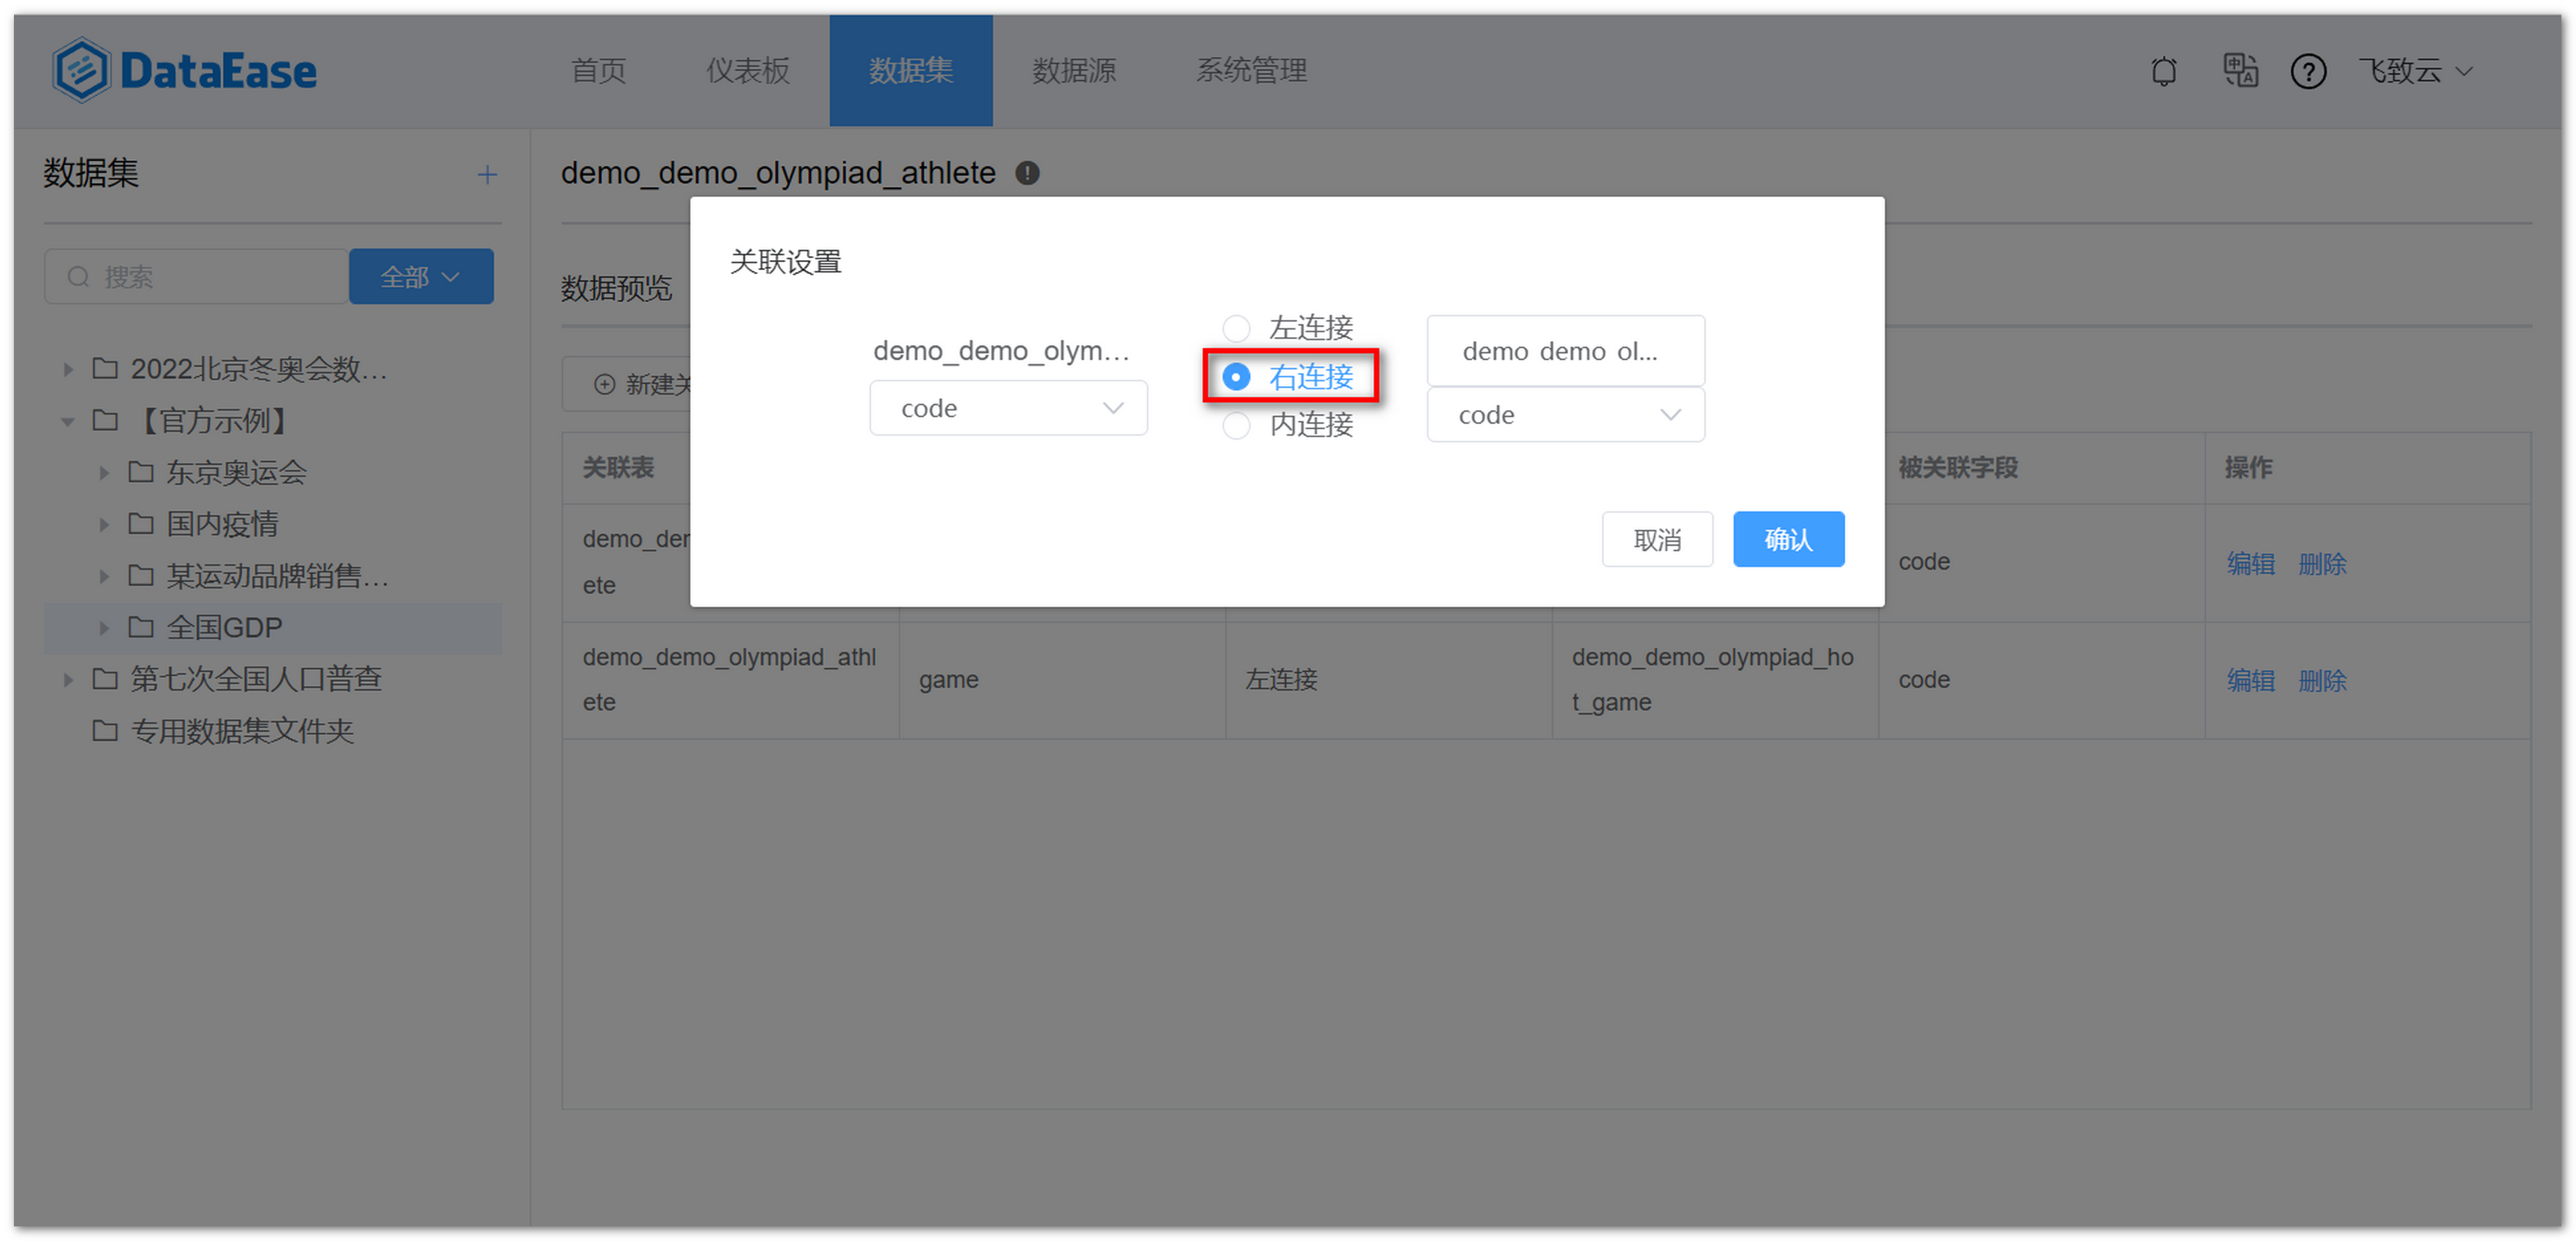 DataEase 首页 仪表板 数据集 数据源 系统管理 飞致云
数据集
搜索 全部
2022北京冬奥会数...
【官方示例】
东京奥运会
国内疫情
某运动品牌销售...
全国GDP
第七次全国人口普查
专用数据集文件夹
demo_demo_olympiad_athlete
数据预览
新建关
关联设置
demo_demo_olym...
code
左连接
右连接
内连接
demo demo ol...
code
取消 确认
关联表 被关联字段 操作
demo_der
ete
code 编辑 删除
demo_demo_olympiad_athl
ete
game 左连接
demo_demo_olympiad_ho
t_game
code 编辑 删除